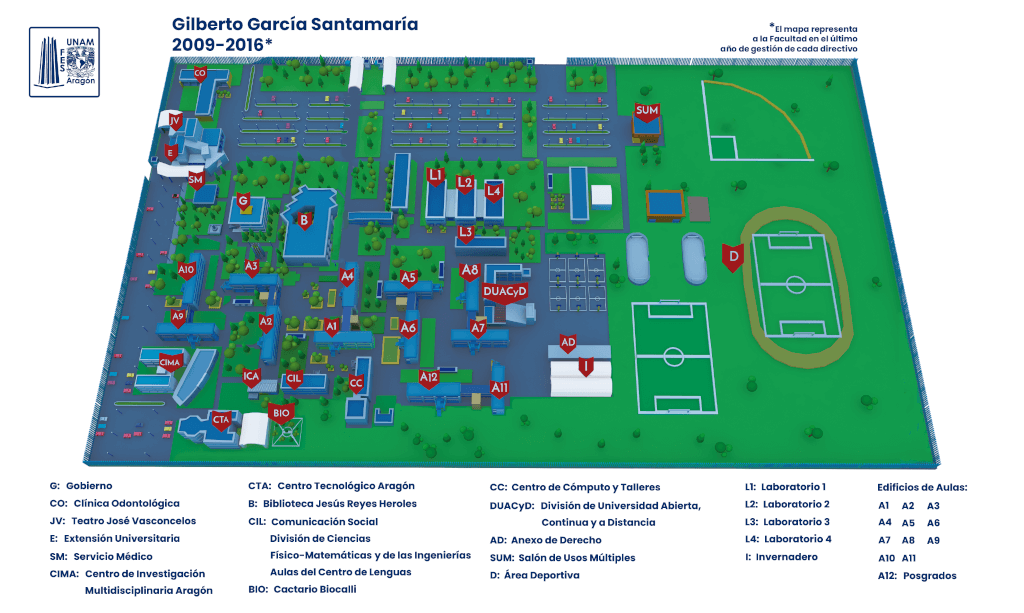 Gilberto García Santamaría
2009-2016*
*El mapa representa
a la Facultad en el último
año de gestión de cada directivo
UNAM
FES
Aragón
CO
JV
E
SM
G
B
L1
L2
L4
L3
SUM
D
A10
A3
A4
A5
A8
DUACyD
A9
A2
A1
A6
A7
AD
I
CIMA
ICA
CIL
CC
A12
A11
CTA
BIO
G: Gobierno
CO: Clínica Odontológica
JV: Teatro José Vasconcelos
E: Extensión Universitaria
SM: Servicio Médico
CIMA: Centro de Investigación
Multidisciplinaria Aragón
CTA: Centro Tecnológico Aragón
B: Biblioteca Jesús Reyes Heroles
CIL: Comunicación Social
División de Ciencias
Físico-Matemáticas y de las Ingenierías
Aulas del Centro de Lenguas
BIO: Cactario Biocalli
CC: Centro de Cómputo y Talleres
DUACyD: División de Universidad Abierta,
Continua y a Distancia
AD: Anexo de Derecho
SUM: Salón de Usos Múltiples
D: Área Deportiva
L1: Laboratorio 1
L2: Laboratorio 2
L3: Laboratorio 3
L4: Laboratorio 4
I: Invernadero
Edificios de Aulas:
A1 A2 A3
A4 A5 A6
A7 A8 A9
A10 A11
A12: Posgrados